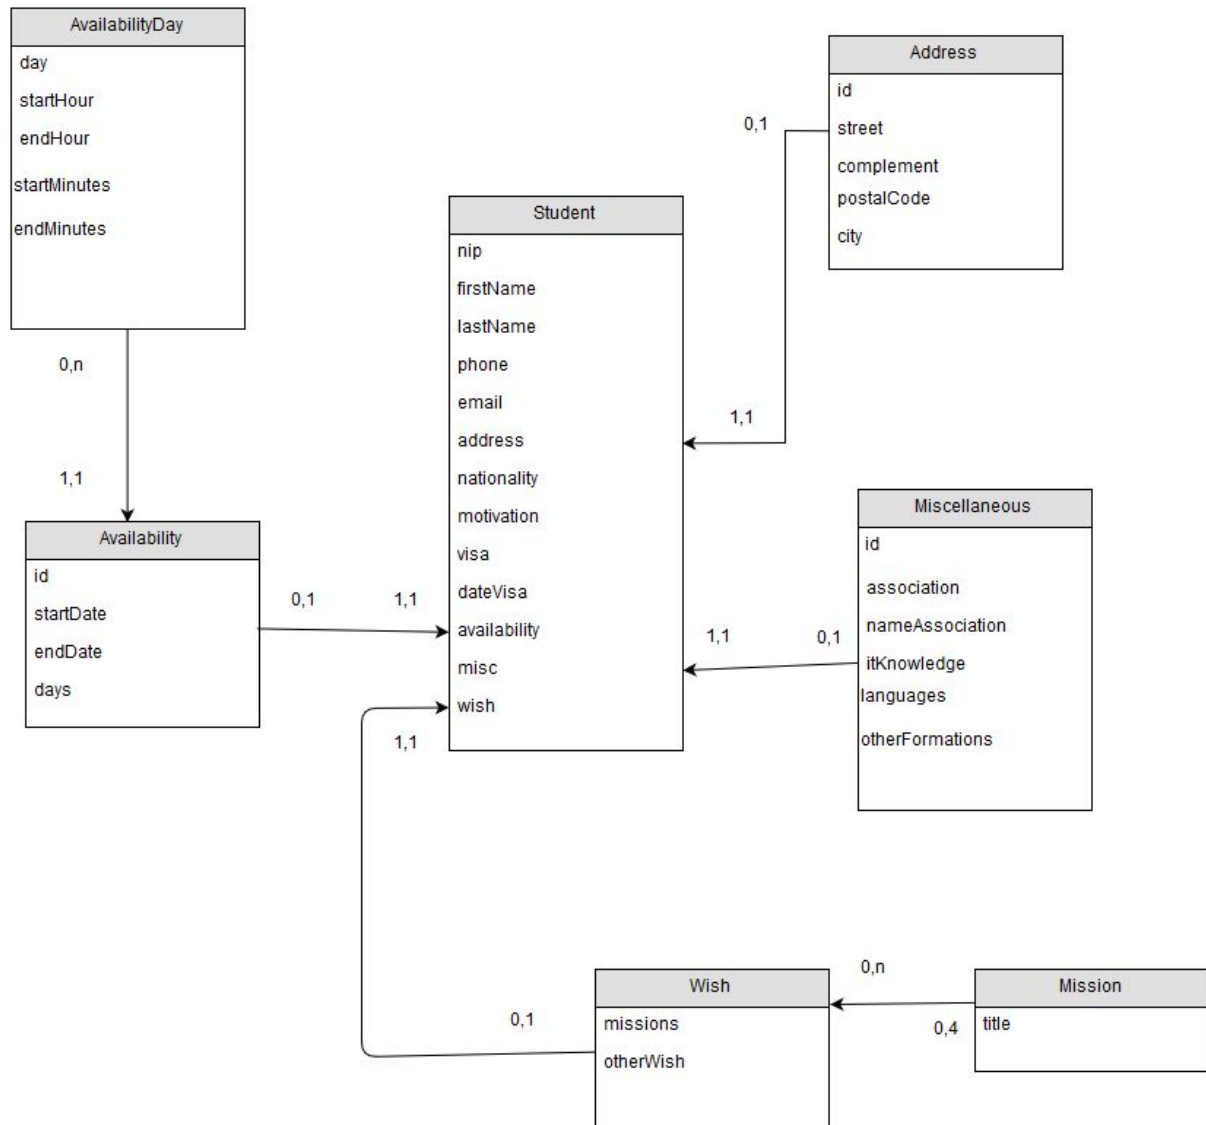 AvailabilityDay
day
startHour
endHour
startMinutes
endMinutes
0,n
1,1
Availability
id
startDate
endDate
days
0,1
1,1
Student
nip
firstName
lastName
phone
email
address
nationality
motivation
visa
dateVisa
availability
misc
wish
1,1
0,1
Address
id
street
complement
postalCode
city
0,1
1,1
Miscellaneous
id
association
nameAssociation
itKnowledge
languages
otherFormations
1,1
0,1
Wish
missions
otherWish
0,n
0,4
Mission
title